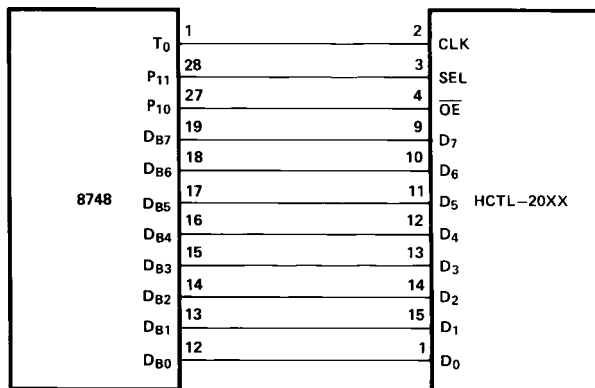 T0 1 2 CLK
P11 28 3 SEL
P10 27 4 OE
DB7 19 9 D7
DB6 18 10 D6
8748 DB5 17 11 D5 HCTL–20XX
DB4 16 12 D4
DB3 15 13 D3
DB2 14 14 D2
DB1 13 15 D1
DB0 12 1 D0